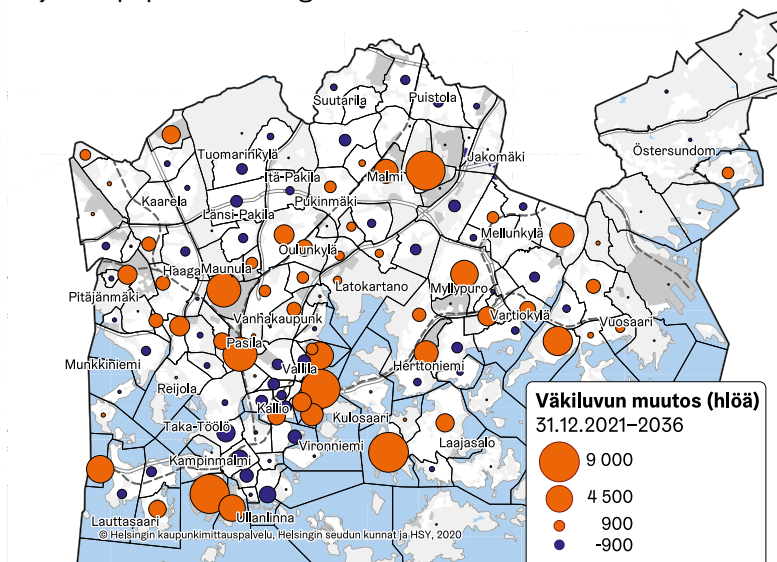 Suutarila
Puistola
Tuomarinkylä
Itä-Pakila
Malmi
Jakomäki
Östersundom
Kaarela
Länsi-Pakila
Pukinmäki
Mellunkylä
Oulunkylä
Haaga
Maunula
Pitäjänmäki
Latokartano
Myllypuro
Vanhakaupunk
Vartiokylä
Vuosaari
Pasila
Munkkiniemi
Vallila
Herttoniemi
Reijola
Kallio
Kulosaari
Taka-Töölö
Vironniemi
Laajasalo
Kampinmalmi
Lauttasaari
Ullanlinna
© Helsingin kaupunkimittauspalvelu, Helsingin seudun kunnat ja HSY, 2020
Väkiluvun muutos (hlöä)
31.12.2021–2036
9 000
4 500
900
-900